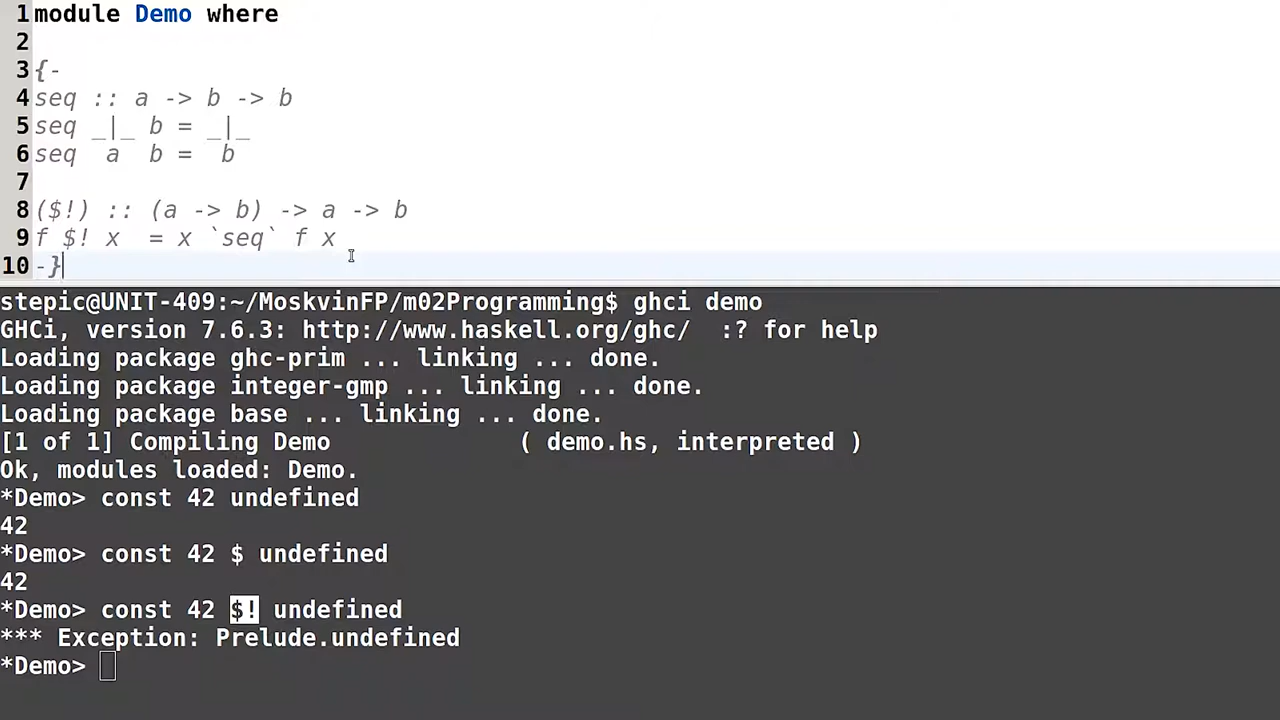 1 module Demo where
2
3 {-
4 seq :: a -> b -> b
5 seq _|_ b = _|_
6 seq  a  b =  b
7
8 ($!) :: (a -> b) -> a -> b
9 f $! x  = x `seq` f x
10 -}
stepic@UNIT-409:~/MoskvinFP/m02Programming$ ghci demo
GHCi, version 7.6.3: http://www.haskell.org/ghc/  :? for help
Loading package ghc-prim ... linking ... done.
Loading package integer-gmp ... linking ... done.
Loading package base ... linking ... done.
[1 of 1] Compiling Demo             ( demo.hs, interpreted )
Ok, modules loaded: Demo.
*Demo> const 42 undefined
42
*Demo> const 42 $ undefined
42
*Demo> const 42 $! undefined
*** Exception: Prelude.undefined
*Demo>